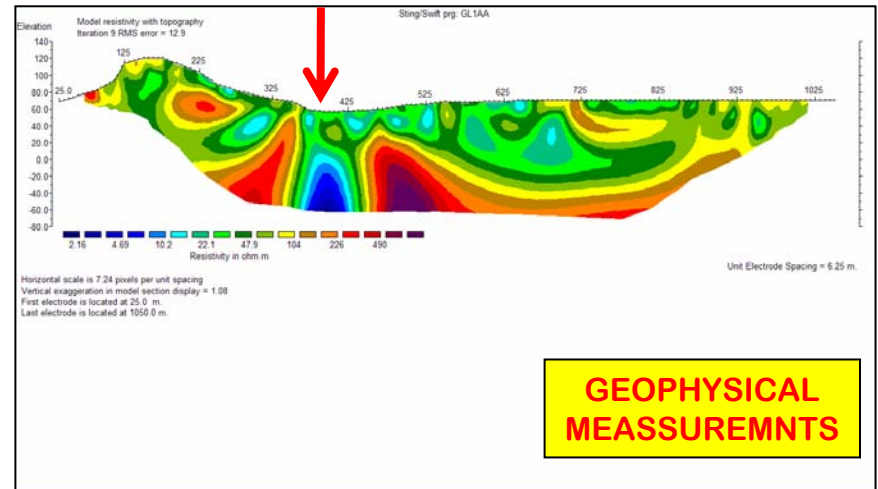 Sting/Swift prg: GL1AA
Elevation
Model resistivity with topography
Iteration 9 RMS error = 12.9
140
120
100
80.0
60.0
40.0
20.0
0.0
-20.0
-40.0
-60.0
-80.0
25.0 125 225 325 425 525 625 725 825 925 1025
2.16 4.69 10.2 22.1 47.9 104 226 490
Resistivity in ohm.m
Unit Electrode Spacing = 6.25 m.
Horizontal scale is 7.24 pixels per unit spacing
Vertical exaggeration in model section display = 1.08
First electrode is located at 25.0 m.
Last electrode is located at 1050.0 m.
GEOPHYSICAL
MEASSUREMNTS